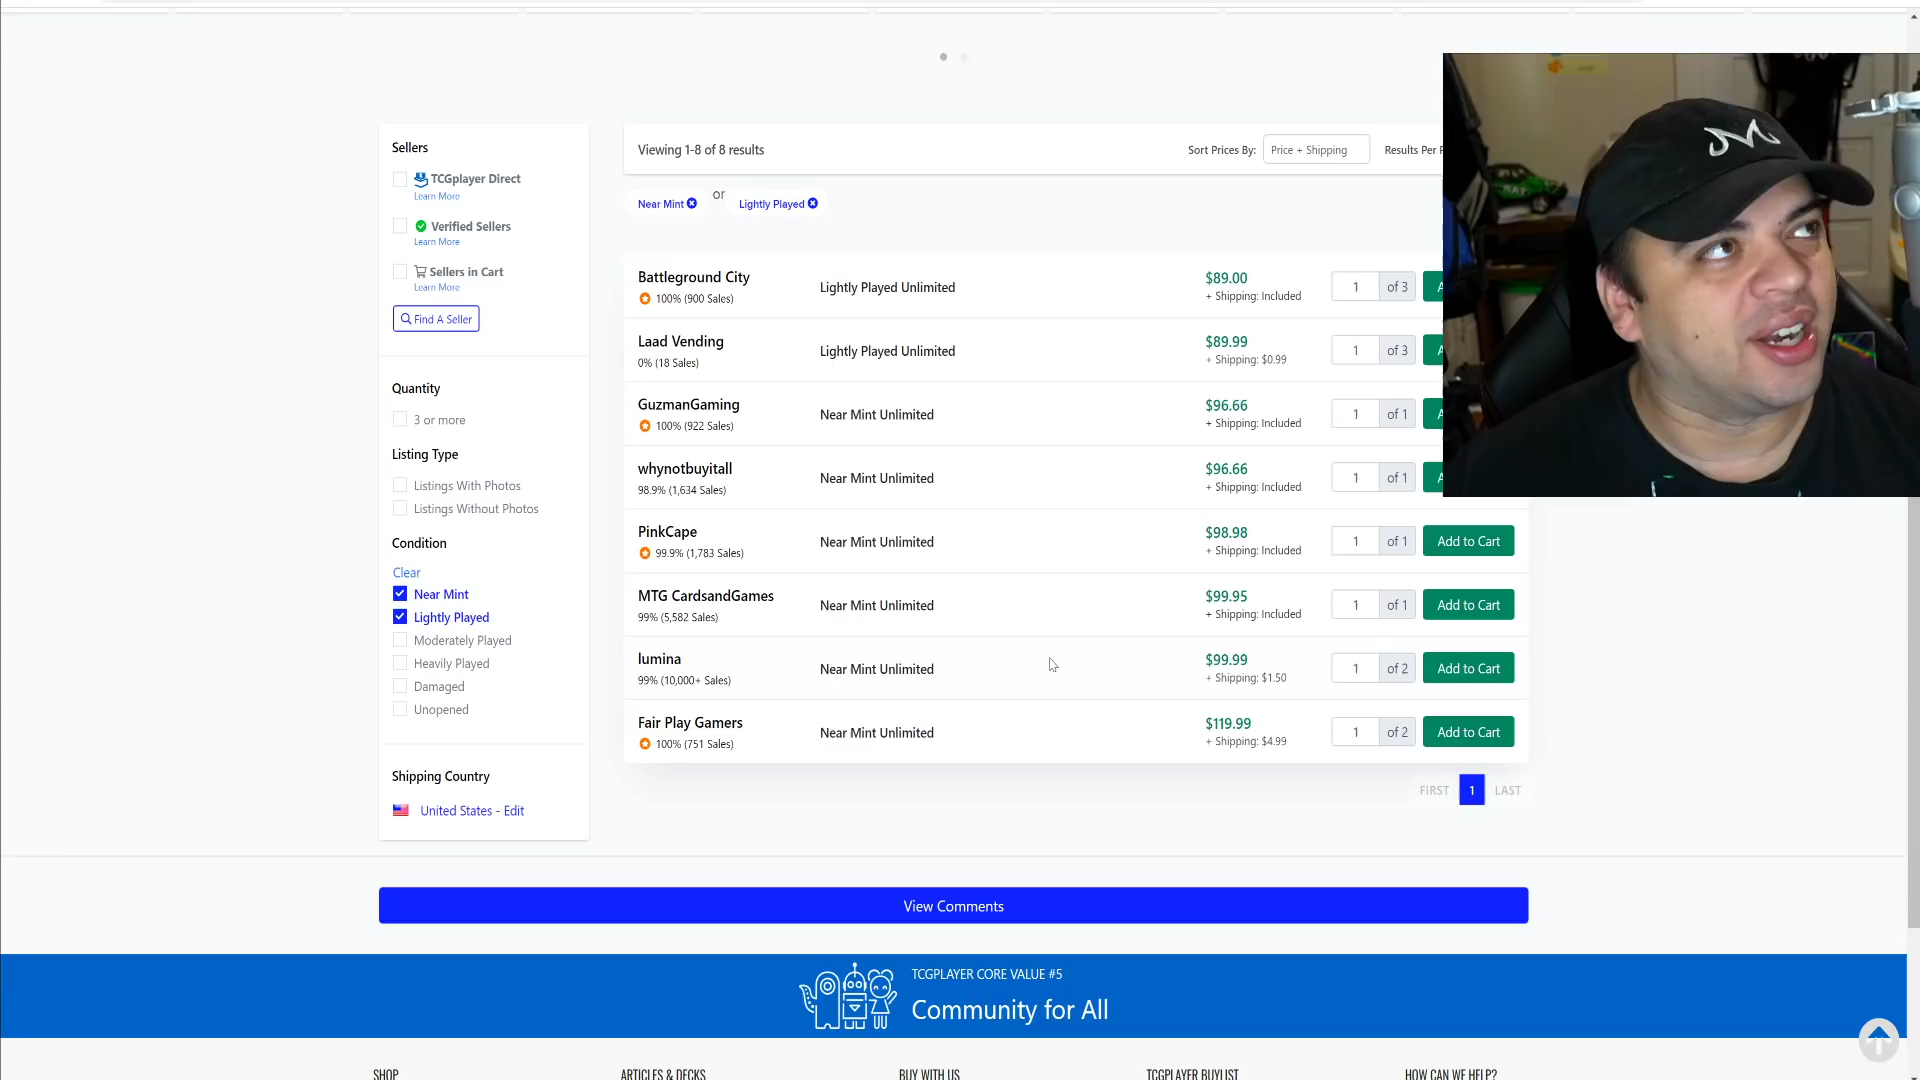 Sellers
TCGplayer Direct
Learn More
Verified Sellers
Learn More
Sellers in Cart
Learn More
Find A Seller
Quantity
3 or more
Listing Type
Listings With Photos
Listings Without Photos
Condition
Clear
Near Mint
Lightly Played
Moderately Played
Heavily Played
Damaged
Unopened
Shipping Country
United States - Edit
Viewing 1-8 of 8 results
Sort Prices By: Price + Shipping Results Per
Near Mint or Lightly Played
Battleground City
100% (900 Sales)
Lightly Played Unlimited
$89.00
+ Shipping: Included
1 of 3
Laad Vending
0% (18 Sales)
Lightly Played Unlimited
$89.99
+ Shipping: $0.99
1 of 3
GuzmanGaming
100% (922 Sales)
Near Mint Unlimited
$96.66
+ Shipping: Included
1 of 1
whynotbuyitall
98.9% (1,634 Sales)
Near Mint Unlimited
$96.66
+ Shipping: Included
1 of 1
PinkCape
99.9% (1,783 Sales)
Near Mint Unlimited
$98.98
+ Shipping: Included
1 of 1 Add to Cart
MTG CardsandGames
99% (5,582 Sales)
Near Mint Unlimited
$99.95
+ Shipping: Included
1 of 1 Add to Cart
lumina
99% (10,000+ Sales)
Near Mint Unlimited
$99.99
+ Shipping: $1.50
1 of 2 Add to Cart
Fair Play Gamers
100% (751 Sales)
Near Mint Unlimited
$119.99
+ Shipping: $4.99
1 of 2 Add to Cart
FIRST 1 LAST
View Comments
TCGPLAYER CORE VALUE #5
Community for All
SHOP ARTICLES & DECKS BUY WITH US TCGPLAYER BUYLIST HOW CAN WE HELP?